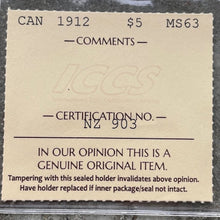 CAN 1912 $5 MS63
—COMMENTS—
ICCS
—CERTIFICATION NO.—
NZ 903
IN OUR OPINION THIS IS A
GENUINE ORIGINAL ITEM.
Tampering with this sealed holder invalidates above opinion.
Have holder replaced if inner package/seal not intact.